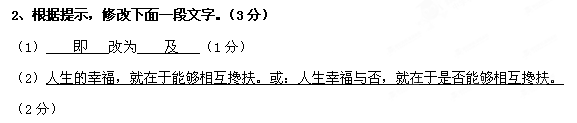 2、根据提示，修改下面一段文字。（3 分）
（1） 即 改为 及 （1 分）
（2）人生的幸福，就在于能够相互搀扶。或：人生幸福与否，就在于是否能够相互搀扶。
（2 分）